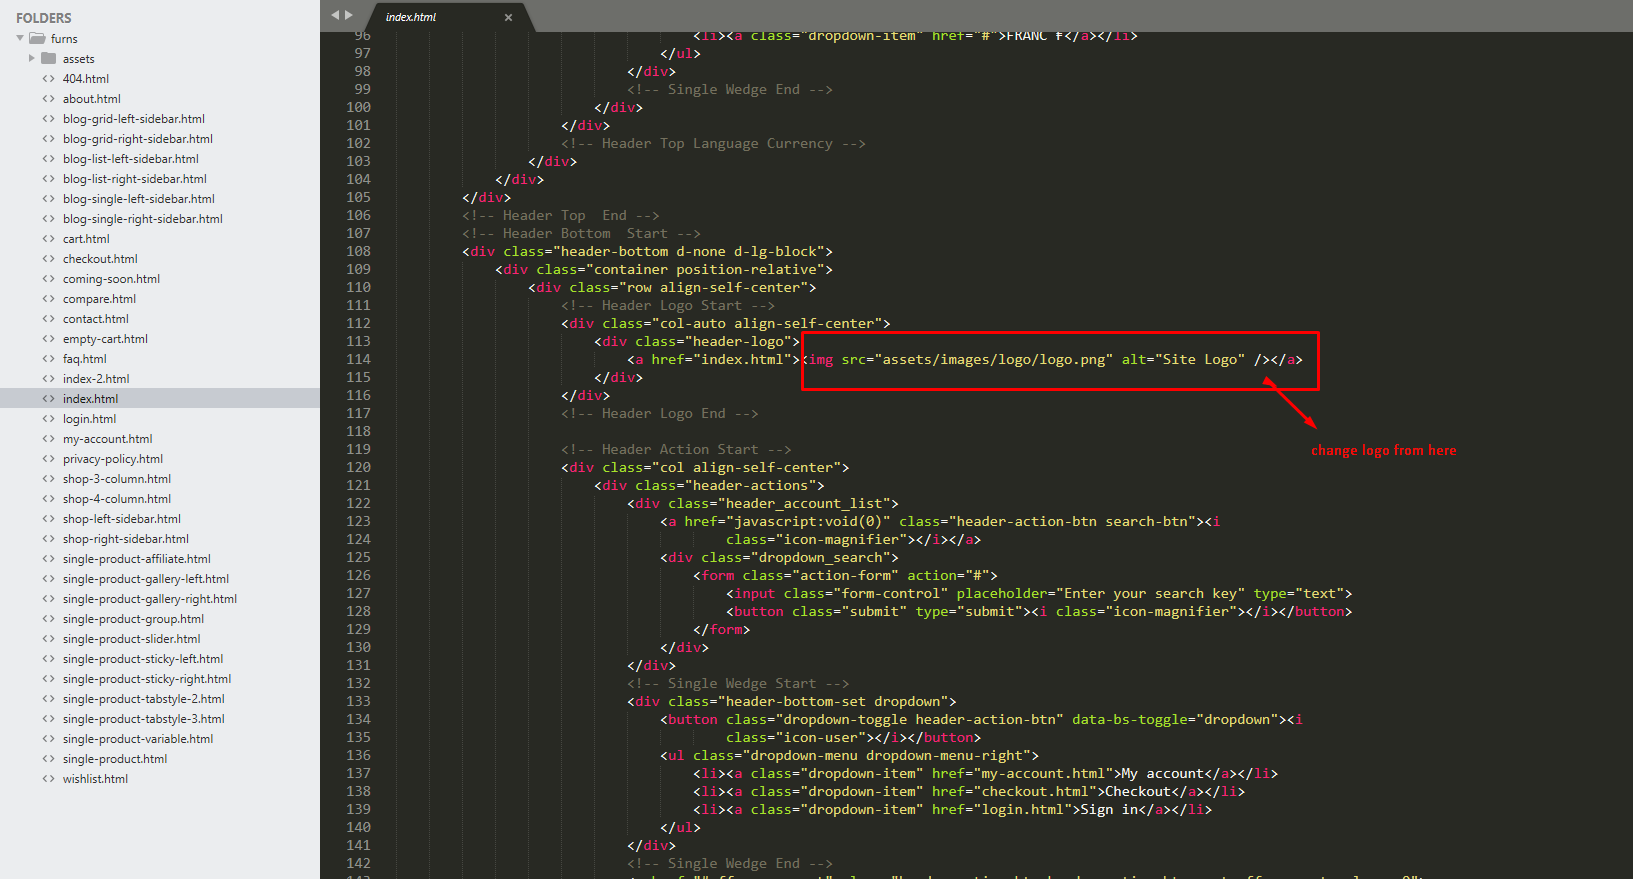 FOLDERS
furns
assets
404.html
about.html
blog-grid-left-sidebar.html
blog-grid-right-sidebar.html
blog-list-left-sidebar.html
blog-list-right-sidebar.html
blog-single-left-sidebar.html
blog-single-right-sidebar.html
cart.html
checkout.html
coming-soon.html
compare.html
contact.html
empty-cart.html
faq.html
index-2.html
index.html
login.html
my-account.html
privacy-policy.html
shop-3-column.html
shop-4-column.html
shop-left-sidebar.html
shop-right-sidebar.html
single-product-affiliate.html
single-product-gallery-left.html
single-product-gallery-right.html
single-product-group.html
single-product-slider.html
single-product-sticky-left.html
single-product-sticky-right.html
single-product-tabstyle-2.html
single-product-tabstyle-3.html
single-product-variable.html
single-product.html
wishlist.html
index.html ×
96 <li><a class="dropdown-item" href="#">FRANC ₣</a></li>
97 </ul>
98 </div>
99 <!-- Single Wedge End -->
100 </div>
101 </div>
102 <!-- Header Top Language Currency -->
103 </div>
104 </div>
105 </div>
106 <!-- Header Top  End -->
107 <!-- Header Bottom  Start -->
108 <div class="header-bottom d-none d-lg-block">
109 <div class="container position-relative">
110 <div class="row align-self-center">
111 <!-- Header Logo Start -->
112 <div class="col-auto align-self-center">
113 <div class="header-logo">
114 <a href="index.html"><img src="assets/images/logo/logo.png" alt="Site Logo" /></a>
115 </div>
116 </div>
117 <!-- Header Logo End -->
118
change logo from here
119 <!-- Header Action Start -->
120 <div class="col align-self-center">
121 <div class="header-actions">
122 <div class="header_account_list">
123 <a href="javascript:void(0)" class="header-action-btn search-btn"><i
124 class="icon-magnifier"></i></a>
125 <div class="dropdown_search">
126 <form class="action-form" action="#">
127 <input class="form-control" placeholder="Enter your search key" type="text">
128 <button class="submit" type="submit"><i class="icon-magnifier"></i></button>
129 </form>
130 </div>
131 </div>
132 <!-- Single Wedge Start -->
133 <div class="header-bottom-set dropdown">
134 <button class="dropdown-toggle header-action-btn" data-bs-toggle="dropdown"><i
135 class="icon-user"></i></button>
136 <ul class="dropdown-menu dropdown-menu-right">
137 <li><a class="dropdown-item" href="my-account.html">My account</a></li>
138 <li><a class="dropdown-item" href="checkout.html">Checkout</a></li>
139 <li><a class="dropdown-item" href="login.html">Sign in</a></li>
140 </ul>
141 </div>
142 <!-- Single Wedge End -->